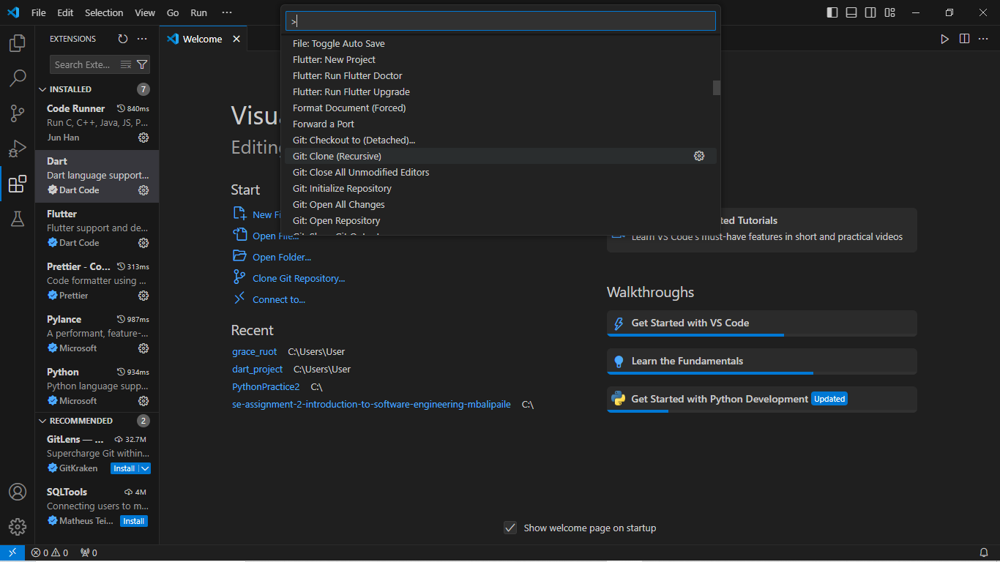 File Edit Selection View Go Run ···
>
File: Toggle Auto Save
Flutter: New Project
Flutter: Run Flutter Doctor
Flutter: Run Flutter Upgrade
Format Document (Forced)
Forward a Port
Git: Checkout to (Detached)...
Git: Clone (Recursive)
Git: Close All Unmodified Editors
Git: Initialize Repository
Git: Open All Changes
Git: Open Repository
EXTENSIONS
Search Exte...
INSTALLED 7
Code Runner 840ms
Run C, C++, Java, JS, P...
Jun Han
Dart
Dart language support...
Dart Code
Flutter
Flutter support and de...
Dart Code
Prettier - Co... 313ms
Code formatter using ...
Prettier
Pylance 987ms
A performant, feature-...
Microsoft
Python 934ms
Python language supp...
Microsoft
RECOMMENDED 2
GitLens — ... 32.7M
Supercharge Git within...
GitKraken Install
SQLTools 4M
Connecting users to m...
Matheus Tei... Install
Welcome
Visua
Editing
Start
New Fi
Open File...
Open Folder...
Clone Git Repository...
Connect to...
Recent
grace_ruot C:\Users\User
dart_project C:\Users\User
PythonPractice2 C:\
se-assignment-2-introduction-to-software-engineering-mbalipaile C:\
ted Tutorials
Learn VS Code's must-have features in short and practical videos
Walkthroughs
Get Started with VS Code
Learn the Fundamentals
Get Started with Python Development Updated
Show welcome page on startup
0 0 0